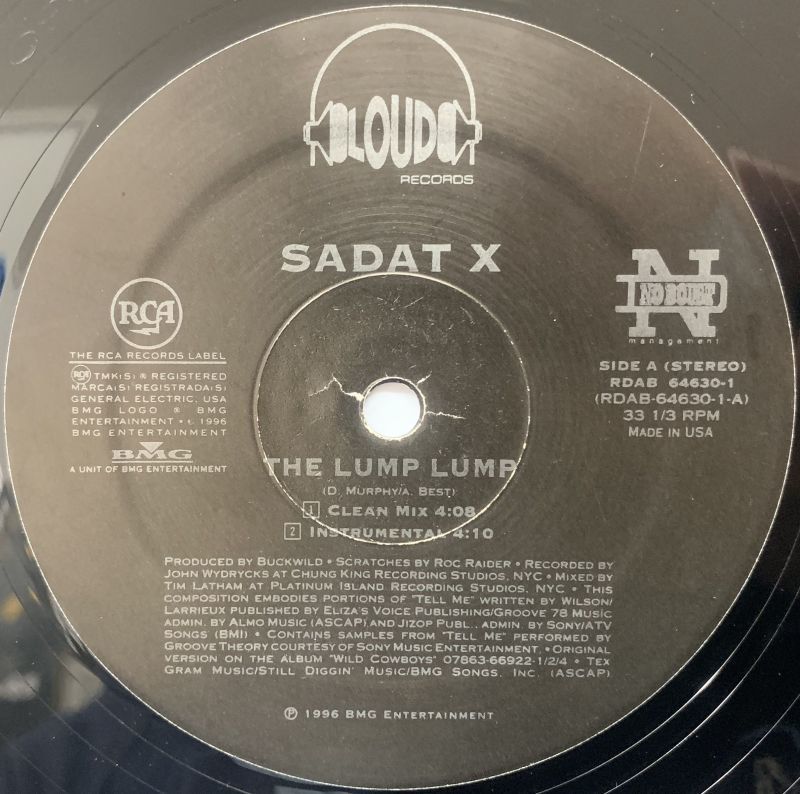 LOUD
RECORDS
SADAT X
RCA
THE RCA RECORDS LABEL
RCA TMK(S) ® REGISTERED
MARCA(S) REGISTRADA(S)
GENERAL ELECTRIC, USA
BMG LOGO ® BMG
ENTERTAINMENT • © 1996
BMG ENTERTAINMENT
BMG
A UNIT OF BMG ENTERTAINMENT
N
NO DOUBT
management
SIDE A (STEREO)
RDAB 64630-1
(RDAB-64630-1-A)
33 1/3 RPM
MADE IN USA
THE LUMP LUMP
(D. MURPHY/A. BEST)
1 CLEAN MIX 4:08
2 INSTRUMENTAL 4:10
PRODUCED BY BUCKWILD • SCRATCHES BY ROC RAIDER • RECORDED BY
JOHN WYDRYCKS AT CHUNG KING RECORDING STUDIOS, NYC • MIXED BY
TIM LATHAM AT PLATINUM ISLAND RECORDING STUDIOS, NYC • THIS
COMPOSITION EMBODIES PORTIONS OF "TELL ME" WRITTEN BY WILSON/
LARRIEUX PUBLISHED BY ELIZA'S VOICE PUBLISHING/GROOVE 78 MUSIC
ADMIN. BY ALMO MUSIC (ASCAP) AND JIZOP PUBL.. ADMIN. BY SONY/ATV
SONGS (BMI) • CONTAINS SAMPLES FROM "TELL ME" PERFORMED BY
GROOVE THEORY COURTESY OF SONY MUSIC ENTERTAINMENT, • ORIGINAL
VERSION ON THE ALBUM "WILD COWBOYS" 07863-66922-1/2/4 • TEX
GRAM MUSIC/STILL DIGGIN' MUSIC/BMG SONGS, INC. (ASCAP)
℗ 1996 BMG ENTERTAINMENT